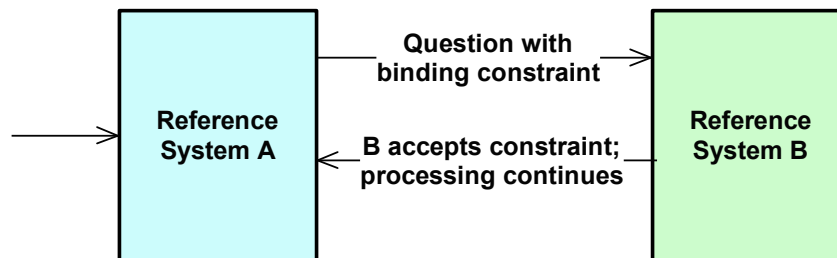 Question with
binding constraint
Reference
System A
Reference
System B
B accepts constraint;
processing continues